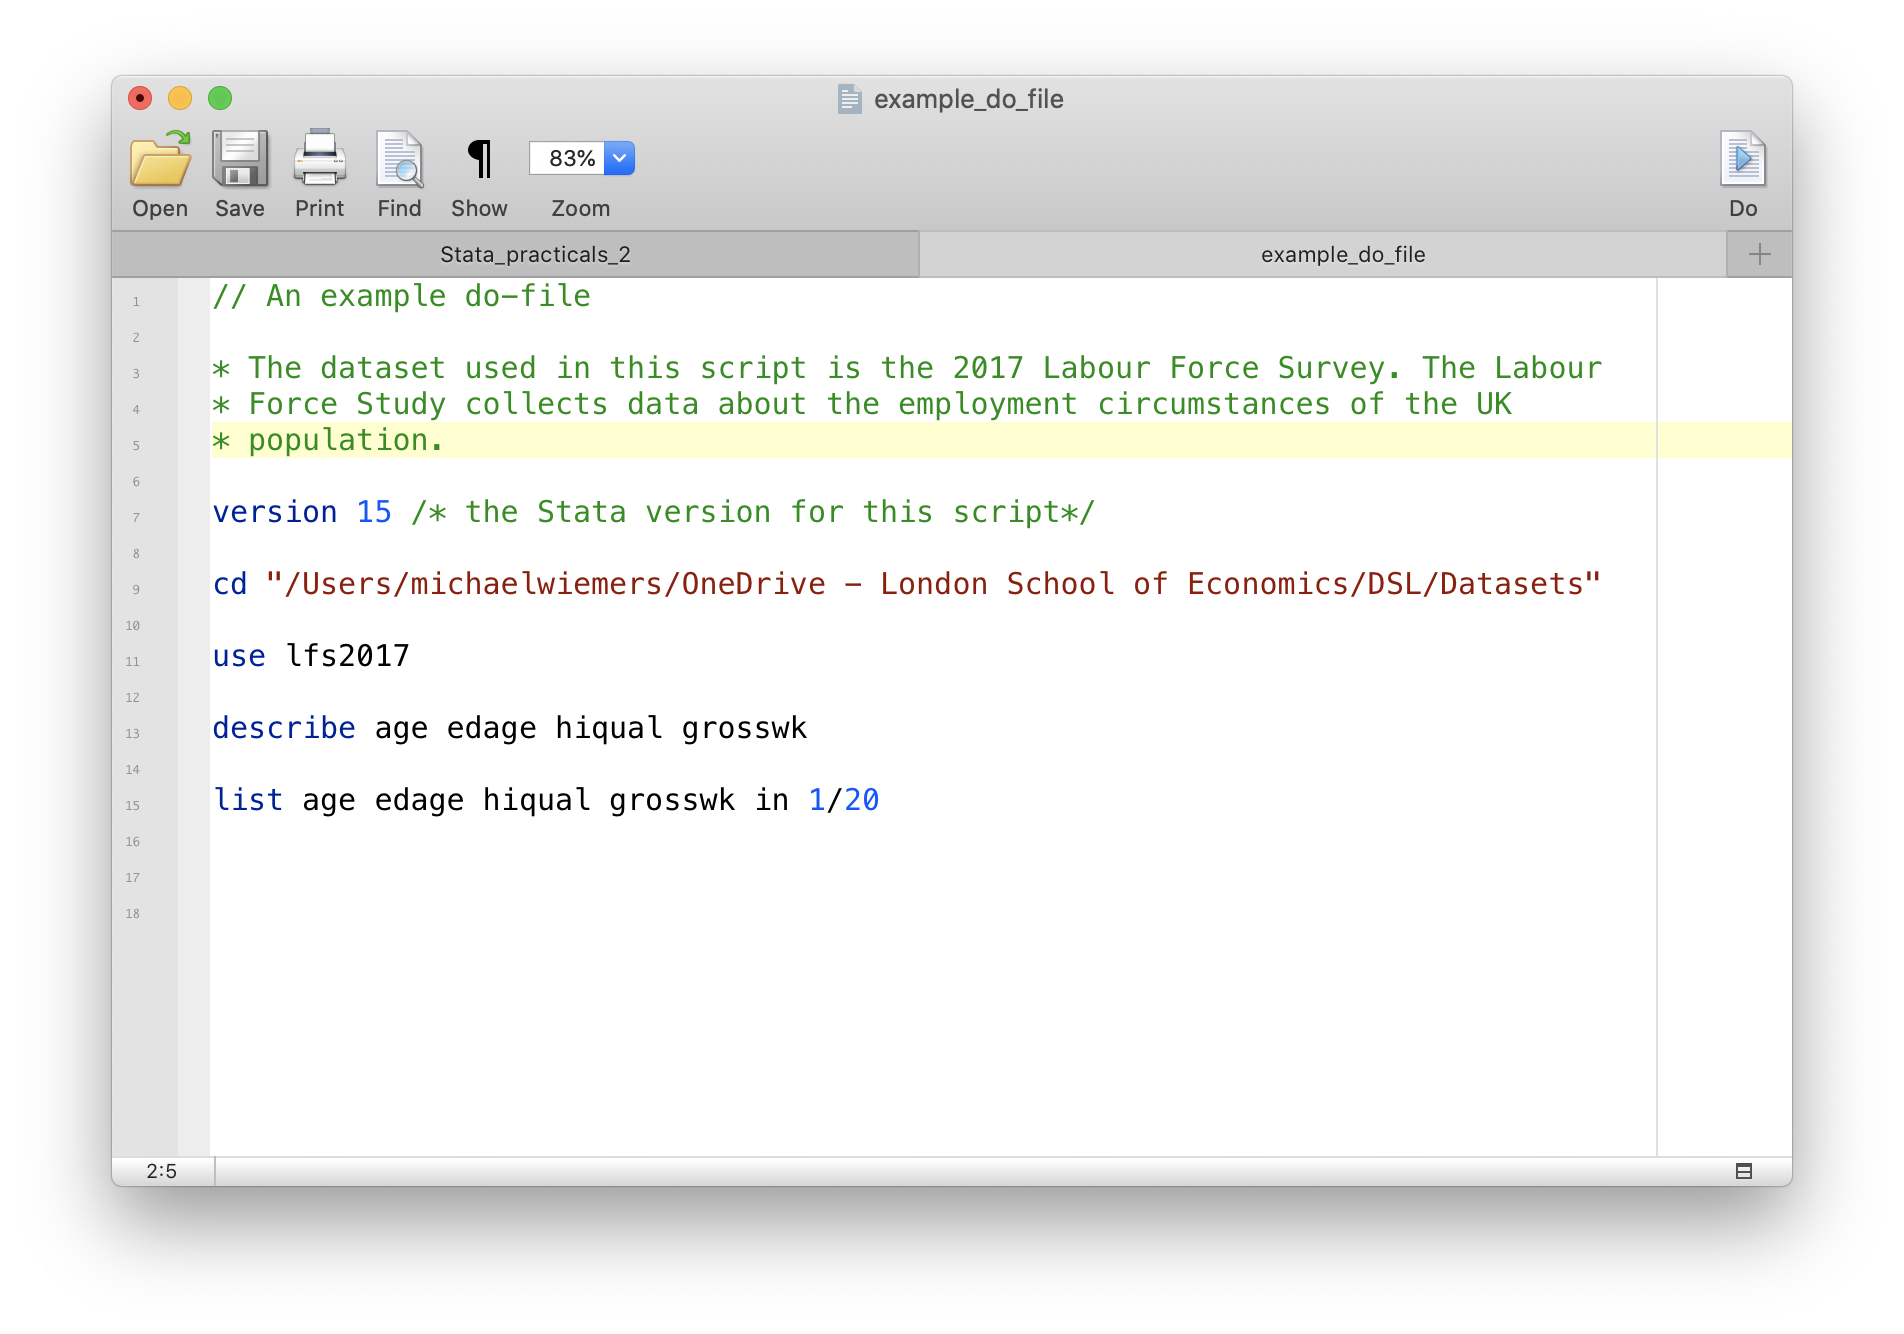 example_do_file
Open Save Print Find Show 83% Zoom Do
Stata_practicals_2 example_do_file
1 // An example do-file
2
3 * The dataset used in this script is the 2017 Labour Force Survey. The Labour
4 * Force Study collects data about the employment circumstances of the UK
5 * population.
6
7 version 15 /* the Stata version for this script*/
8
9 cd "/Users/michaelwiemers/OneDrive - London School of Economics/DSL/Datasets"
10
11 use lfs2017
12
13 describe age edage hiqual grosswk
14
15 list age edage hiqual grosswk in 1/20
16
17
18
2:5